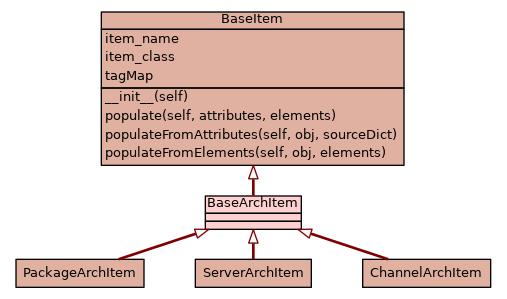 BaseItem
item_name
item_class
tagMap
__init__(self)
populate(self, attributes, elements)
populateFromAttributes(self, obj, sourceDict)
populateFromElements(self, obj, elements)
BaseArchItem
PackageArchItem
ServerArchItem
ChannelArchItem